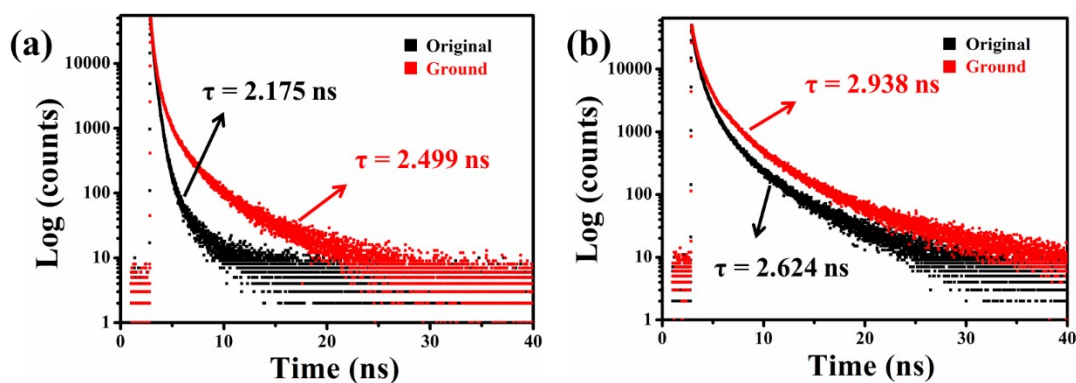 (a)
Original
Ground
τ = 2.175 ns
τ = 2.499 ns
Log (counts)
10000
1000
100
10
1
0 10 20 30 40
Time (ns)
(b)
Original
Ground
τ = 2.938 ns
τ = 2.624 ns
Log (counts)
10000
1000
100
10
1
0 10 20 30 40
Time (ns)